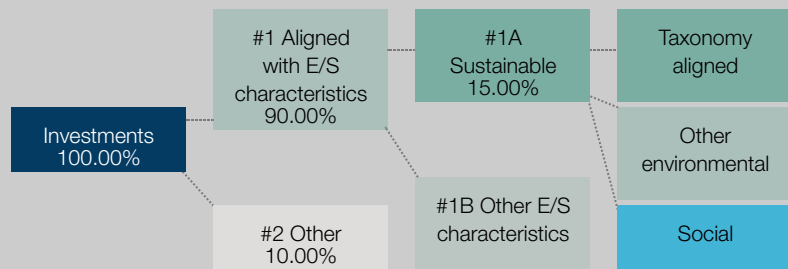 Investments
100.00%
#1 Aligned
with E/S
characteristics
90.00%
#2 Other
10.00%
#1A
Sustainable
15.00%
#1B Other E/S
characteristics
Taxonomy
aligned
Other
environmental
Social